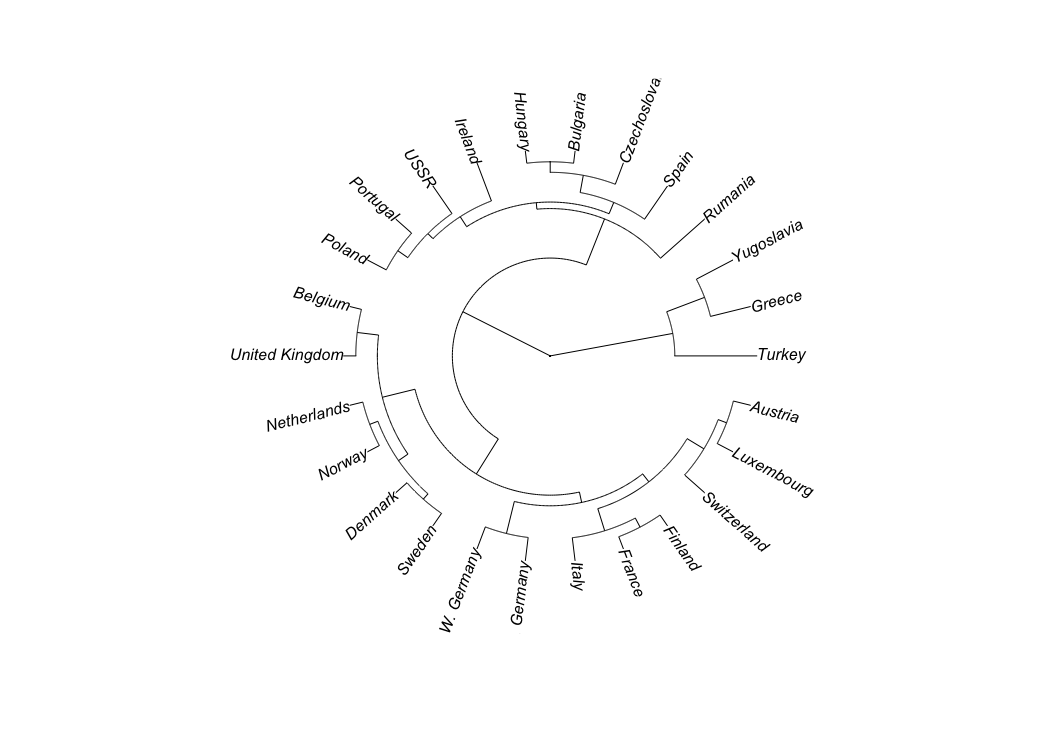 Hungary
Bulgaria
Czechoslova
Spain
Rumania
Yugoslavia
Greece
Turkey
Austria
Luxembourg
Switzerland
Finland
France
Italy
Germany
W. Germany
Sweden
Denmark
Norway
Netherlands
United Kingdom
Belgium
Poland
Portugal
USSR
Ireland